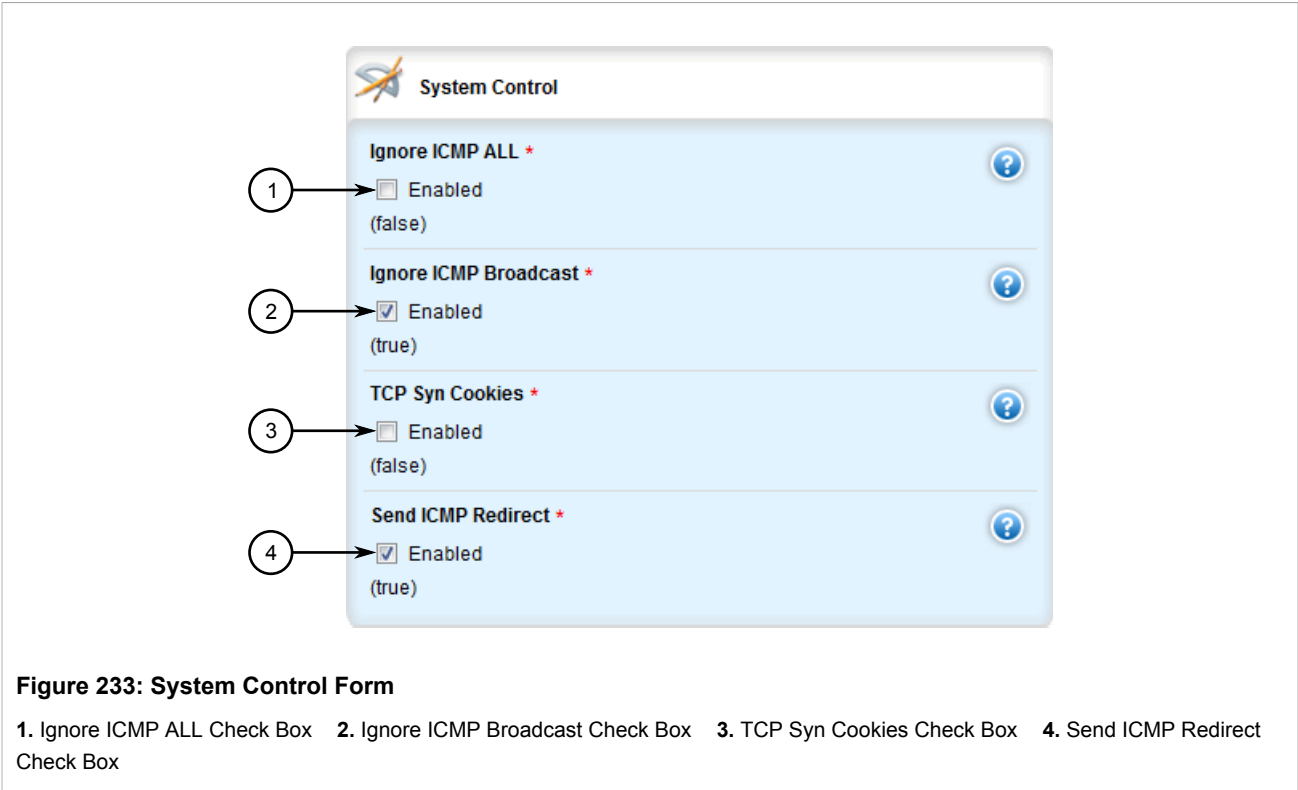 System Control
Ignore ICMP ALL *
1
Enabled
(false)
Ignore ICMP Broadcast *
2
Enabled
(true)
TCP Syn Cookies *
3
Enabled
(false)
Send ICMP Redirect *
4
Enabled
(true)
Figure 233: System Control Form
1. Ignore ICMP ALL Check Box 2. Ignore ICMP Broadcast Check Box 3. TCP Syn Cookies Check Box 4. Send ICMP Redirect
Check Box